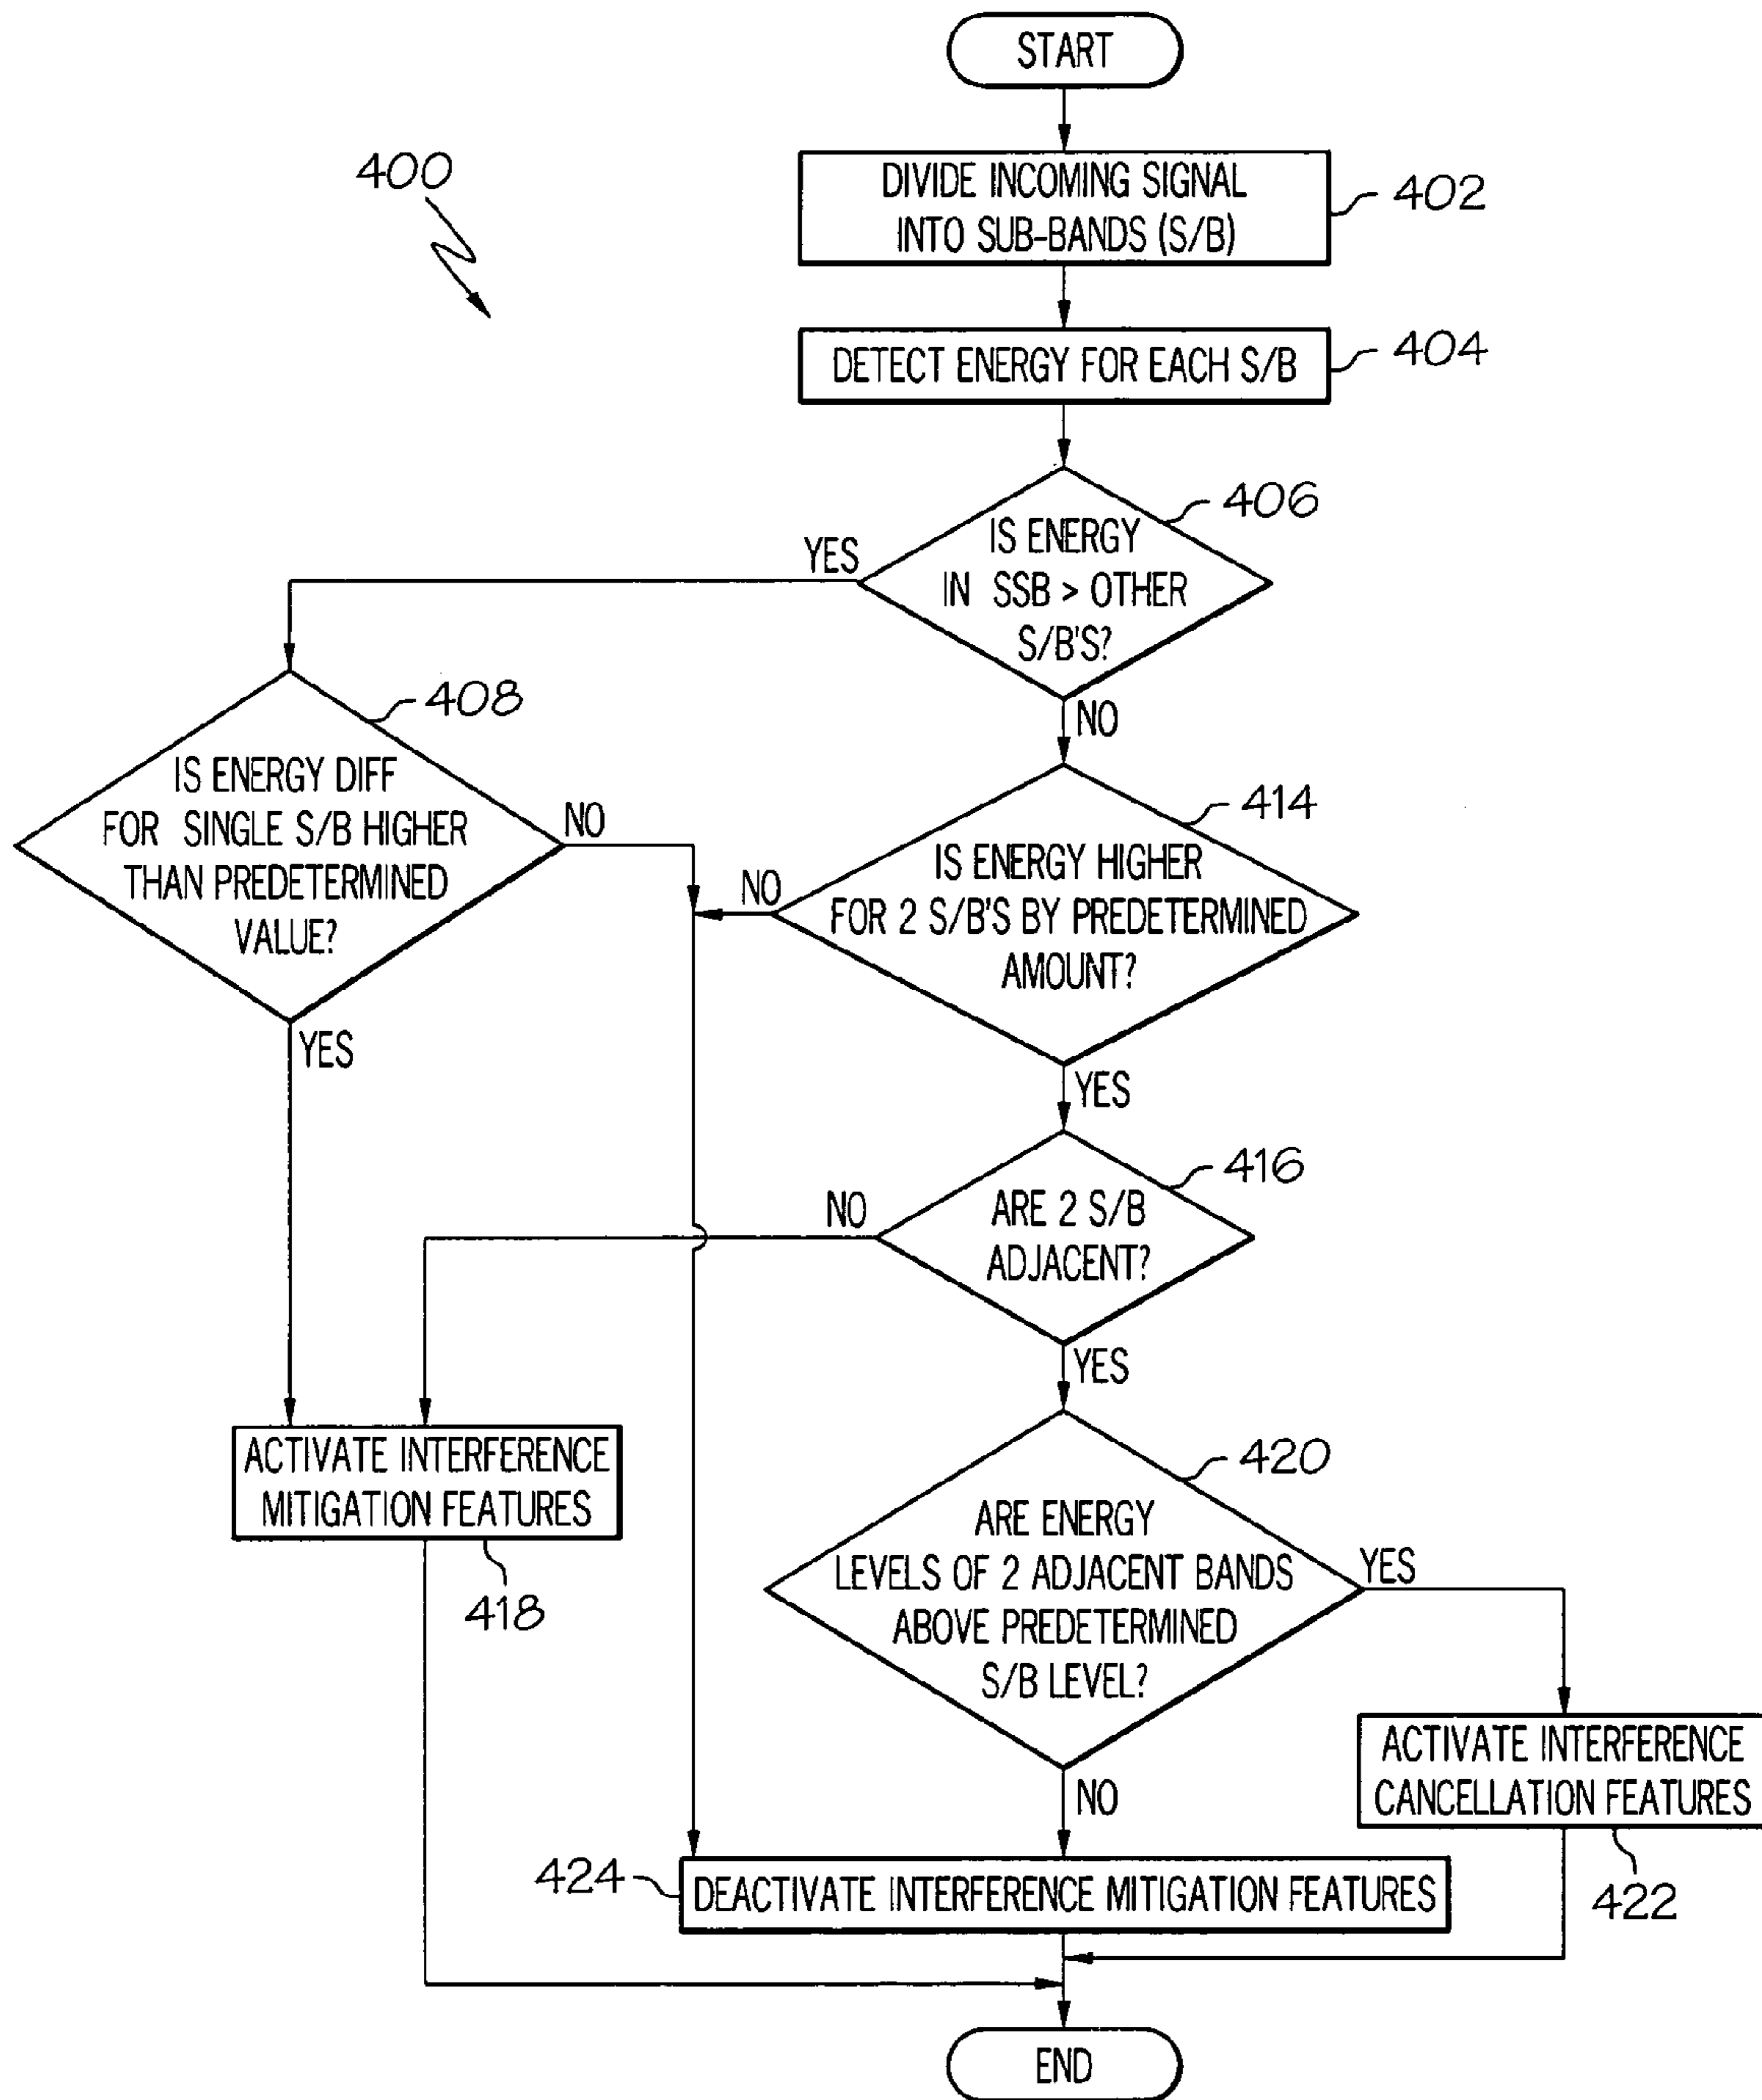 START
400
DIVIDE INCOMING SIGNAL
INTO SUB-BANDS (S/B)
402
DETECT ENERGY FOR EACH S/B
404
406
IS ENERGY
IN SSB > OTHER
S/B'S?
YES
NO
408
IS ENERGY DIFF
FOR SINGLE S/B HIGHER
THAN PREDETERMINED
VALUE?
NO
YES
414
IS ENERGY HIGHER
FOR 2 S/B'S BY PREDETERMINED
AMOUNT?
NO
YES
416
ARE 2 S/B
ADJACENT?
NO
YES
ACTIVATE INTERFERENCE
MITIGATION FEATURES
418
420
ARE ENERGY
LEVELS OF 2 ADJACENT BANDS
ABOVE PREDETERMINED
S/B LEVEL?
YES
NO
ACTIVATE INTERFERENCE
CANCELLATION FEATURES
422
424
DEACTIVATE INTERFERENCE MITIGATION FEATURES
END